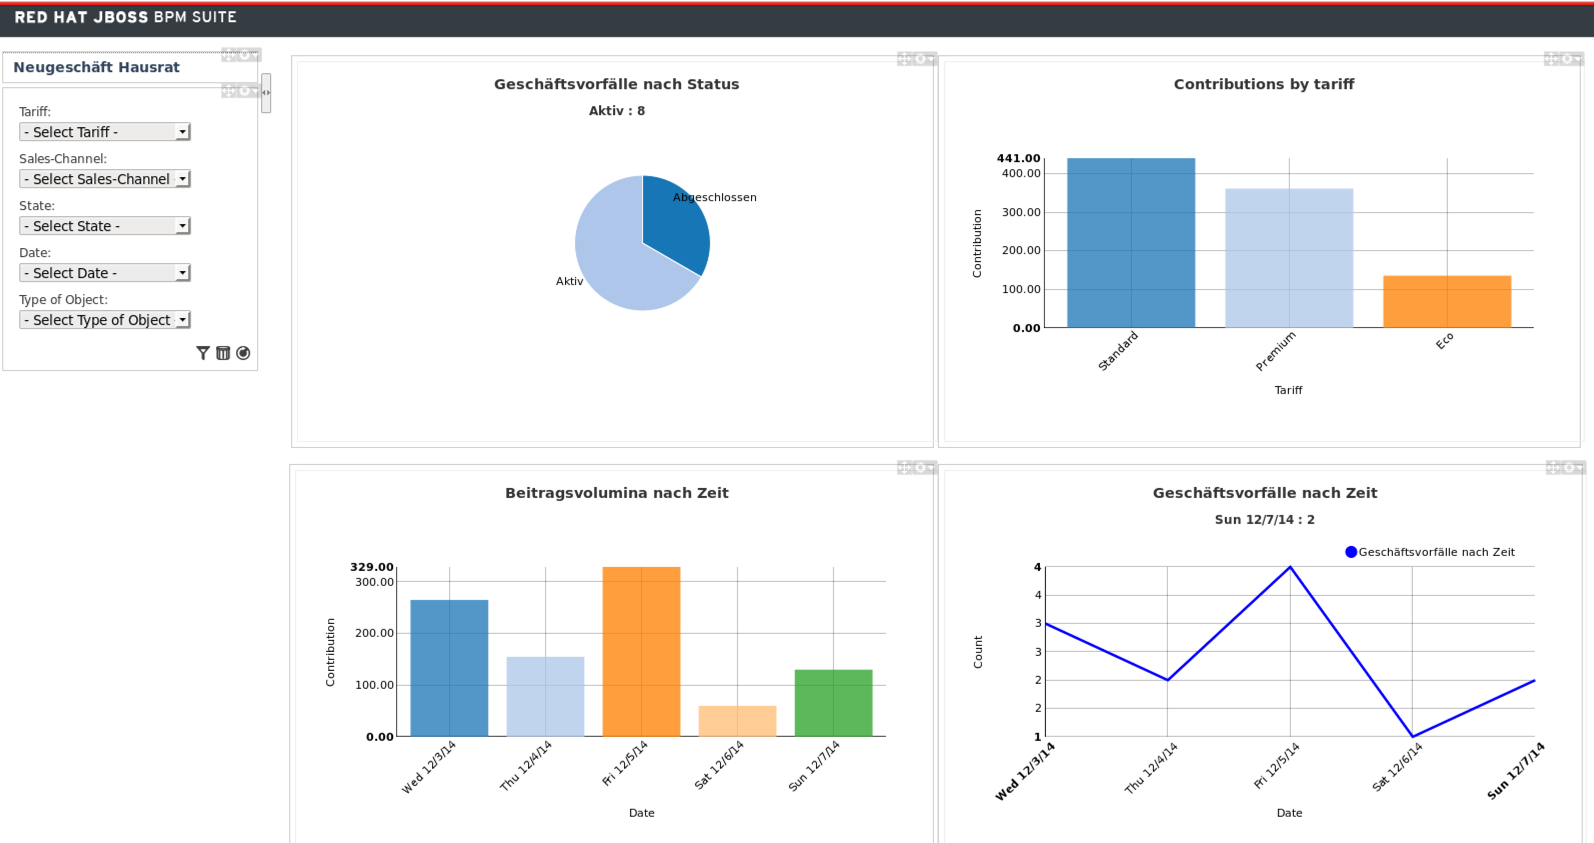 RED HAT JBOSS BPM SUITE
Neugeschäft Hausrat
Tariff:
- Select Tariff -
Sales-Channel:
- Select Sales-Channel
State:
- Select State -
Date:
- Select Date -
Type of Object:
- Select Type of Object
Geschäftsvorfälle nach Status
Aktiv : 8
Abgeschlossen
Aktiv
Contributions by tariff
441.00
400.00
300.00
200.00
100.00
0.00
Contribution
Standard
Premium
Eco
Tariff
Beitragsvolumina nach Zeit
329.00
300.00
200.00
100.00
0.00
Contribution
Wed 12/3/14
Thu 12/4/14
Fri 12/5/14
Sat 12/6/14
Sun 12/7/14
Date
Geschäftsvorfälle nach Zeit
Sun 12/7/14 : 2
Geschäftsvorfälle nach Zeit
4
4
3
3
2
2
1
Count
Wed 12/3/14
Thu 12/4/14
Fri 12/5/14
Sat 12/6/14
Sun 12/7/14
Date